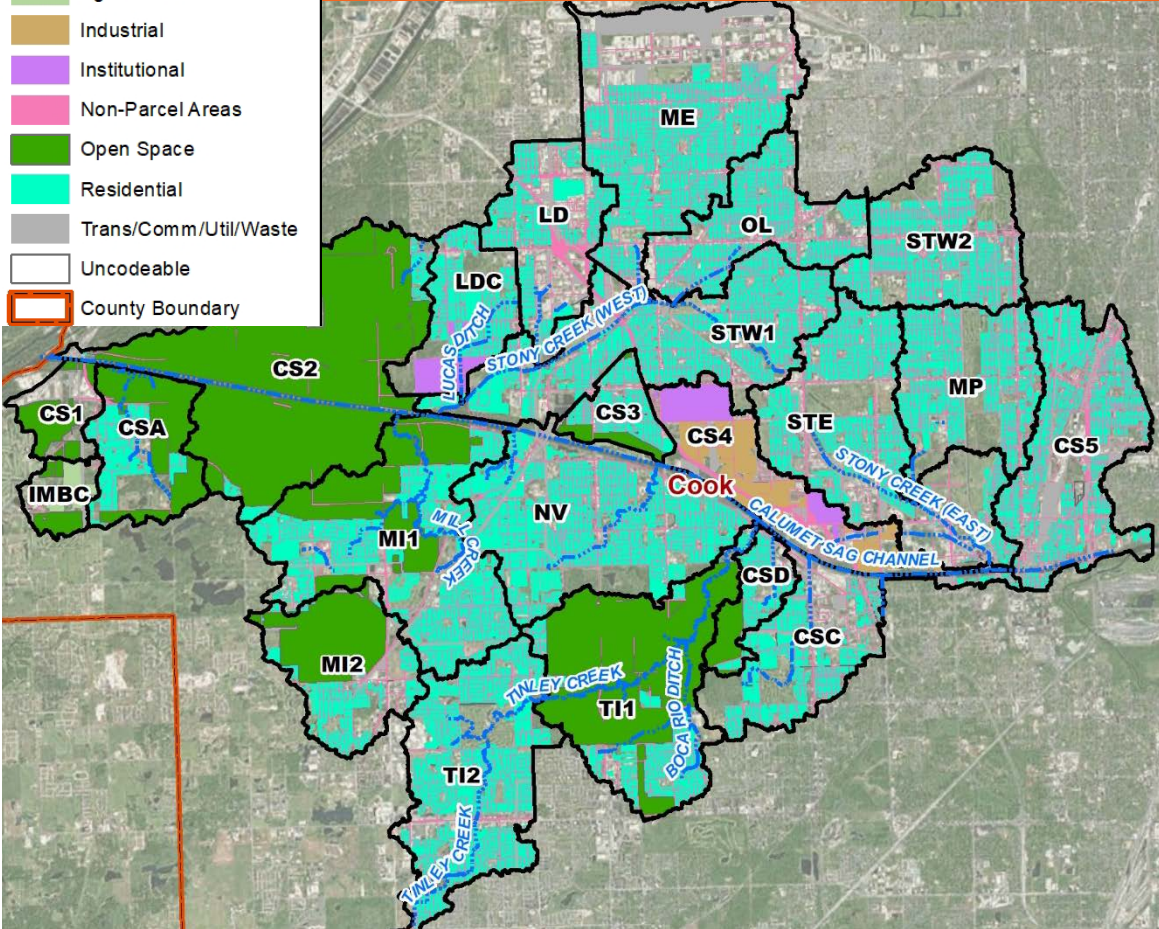 Industrial
Institutional
Non-Parcel Areas
Open Space
Residential
Trans/Comm/Util/Waste
Uncodeable
County Boundary
ME
LD
OL
STW2
LDC
LUCAS DITCH
STONY CREEK (WEST)
STW1
CS2
MP
CS1
CSA
CS3
CS4
STE
CS5
Cook
STONY CREEK (EAST)
IMBC
NV
MI1
MILL CREEK
CALUMET SAG CHANNEL
CSD
CSC
MI2
TINLEY CREEK
TI1
BOCA RIO DITCH
TI2
TINLEY CREEK